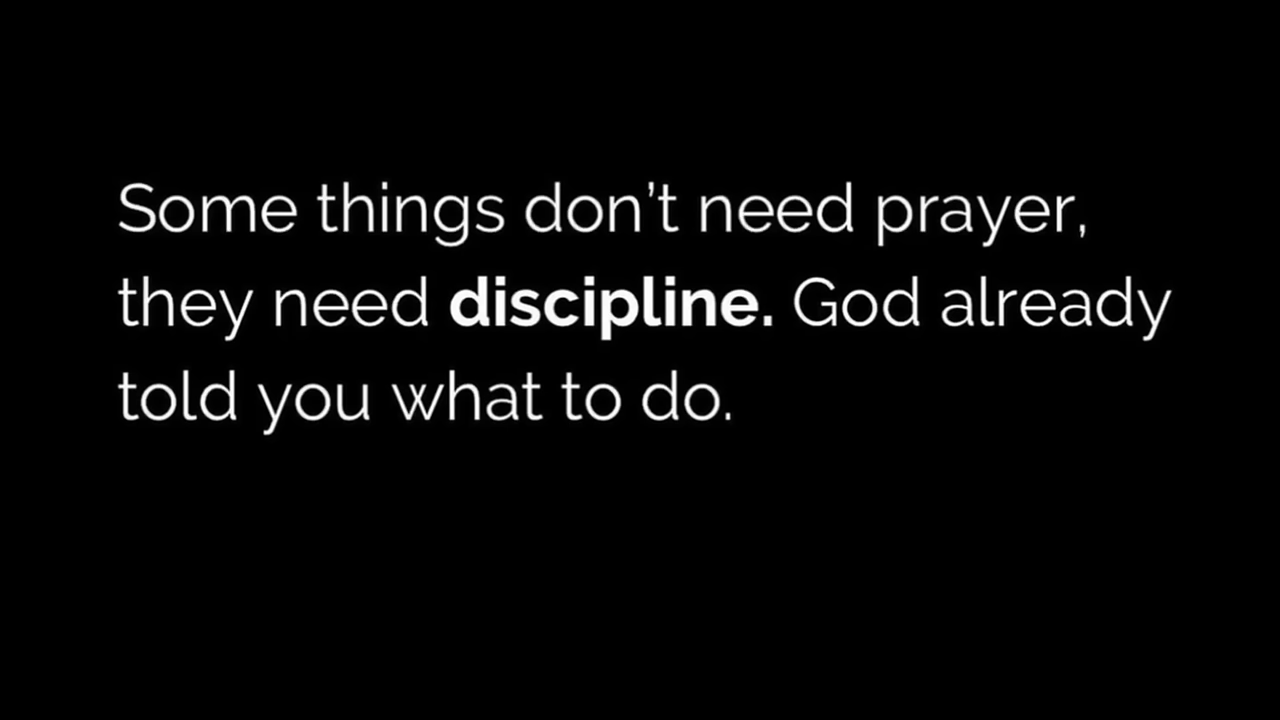 Some things don’t need prayer,
they need discipline. God already
told you what to do.